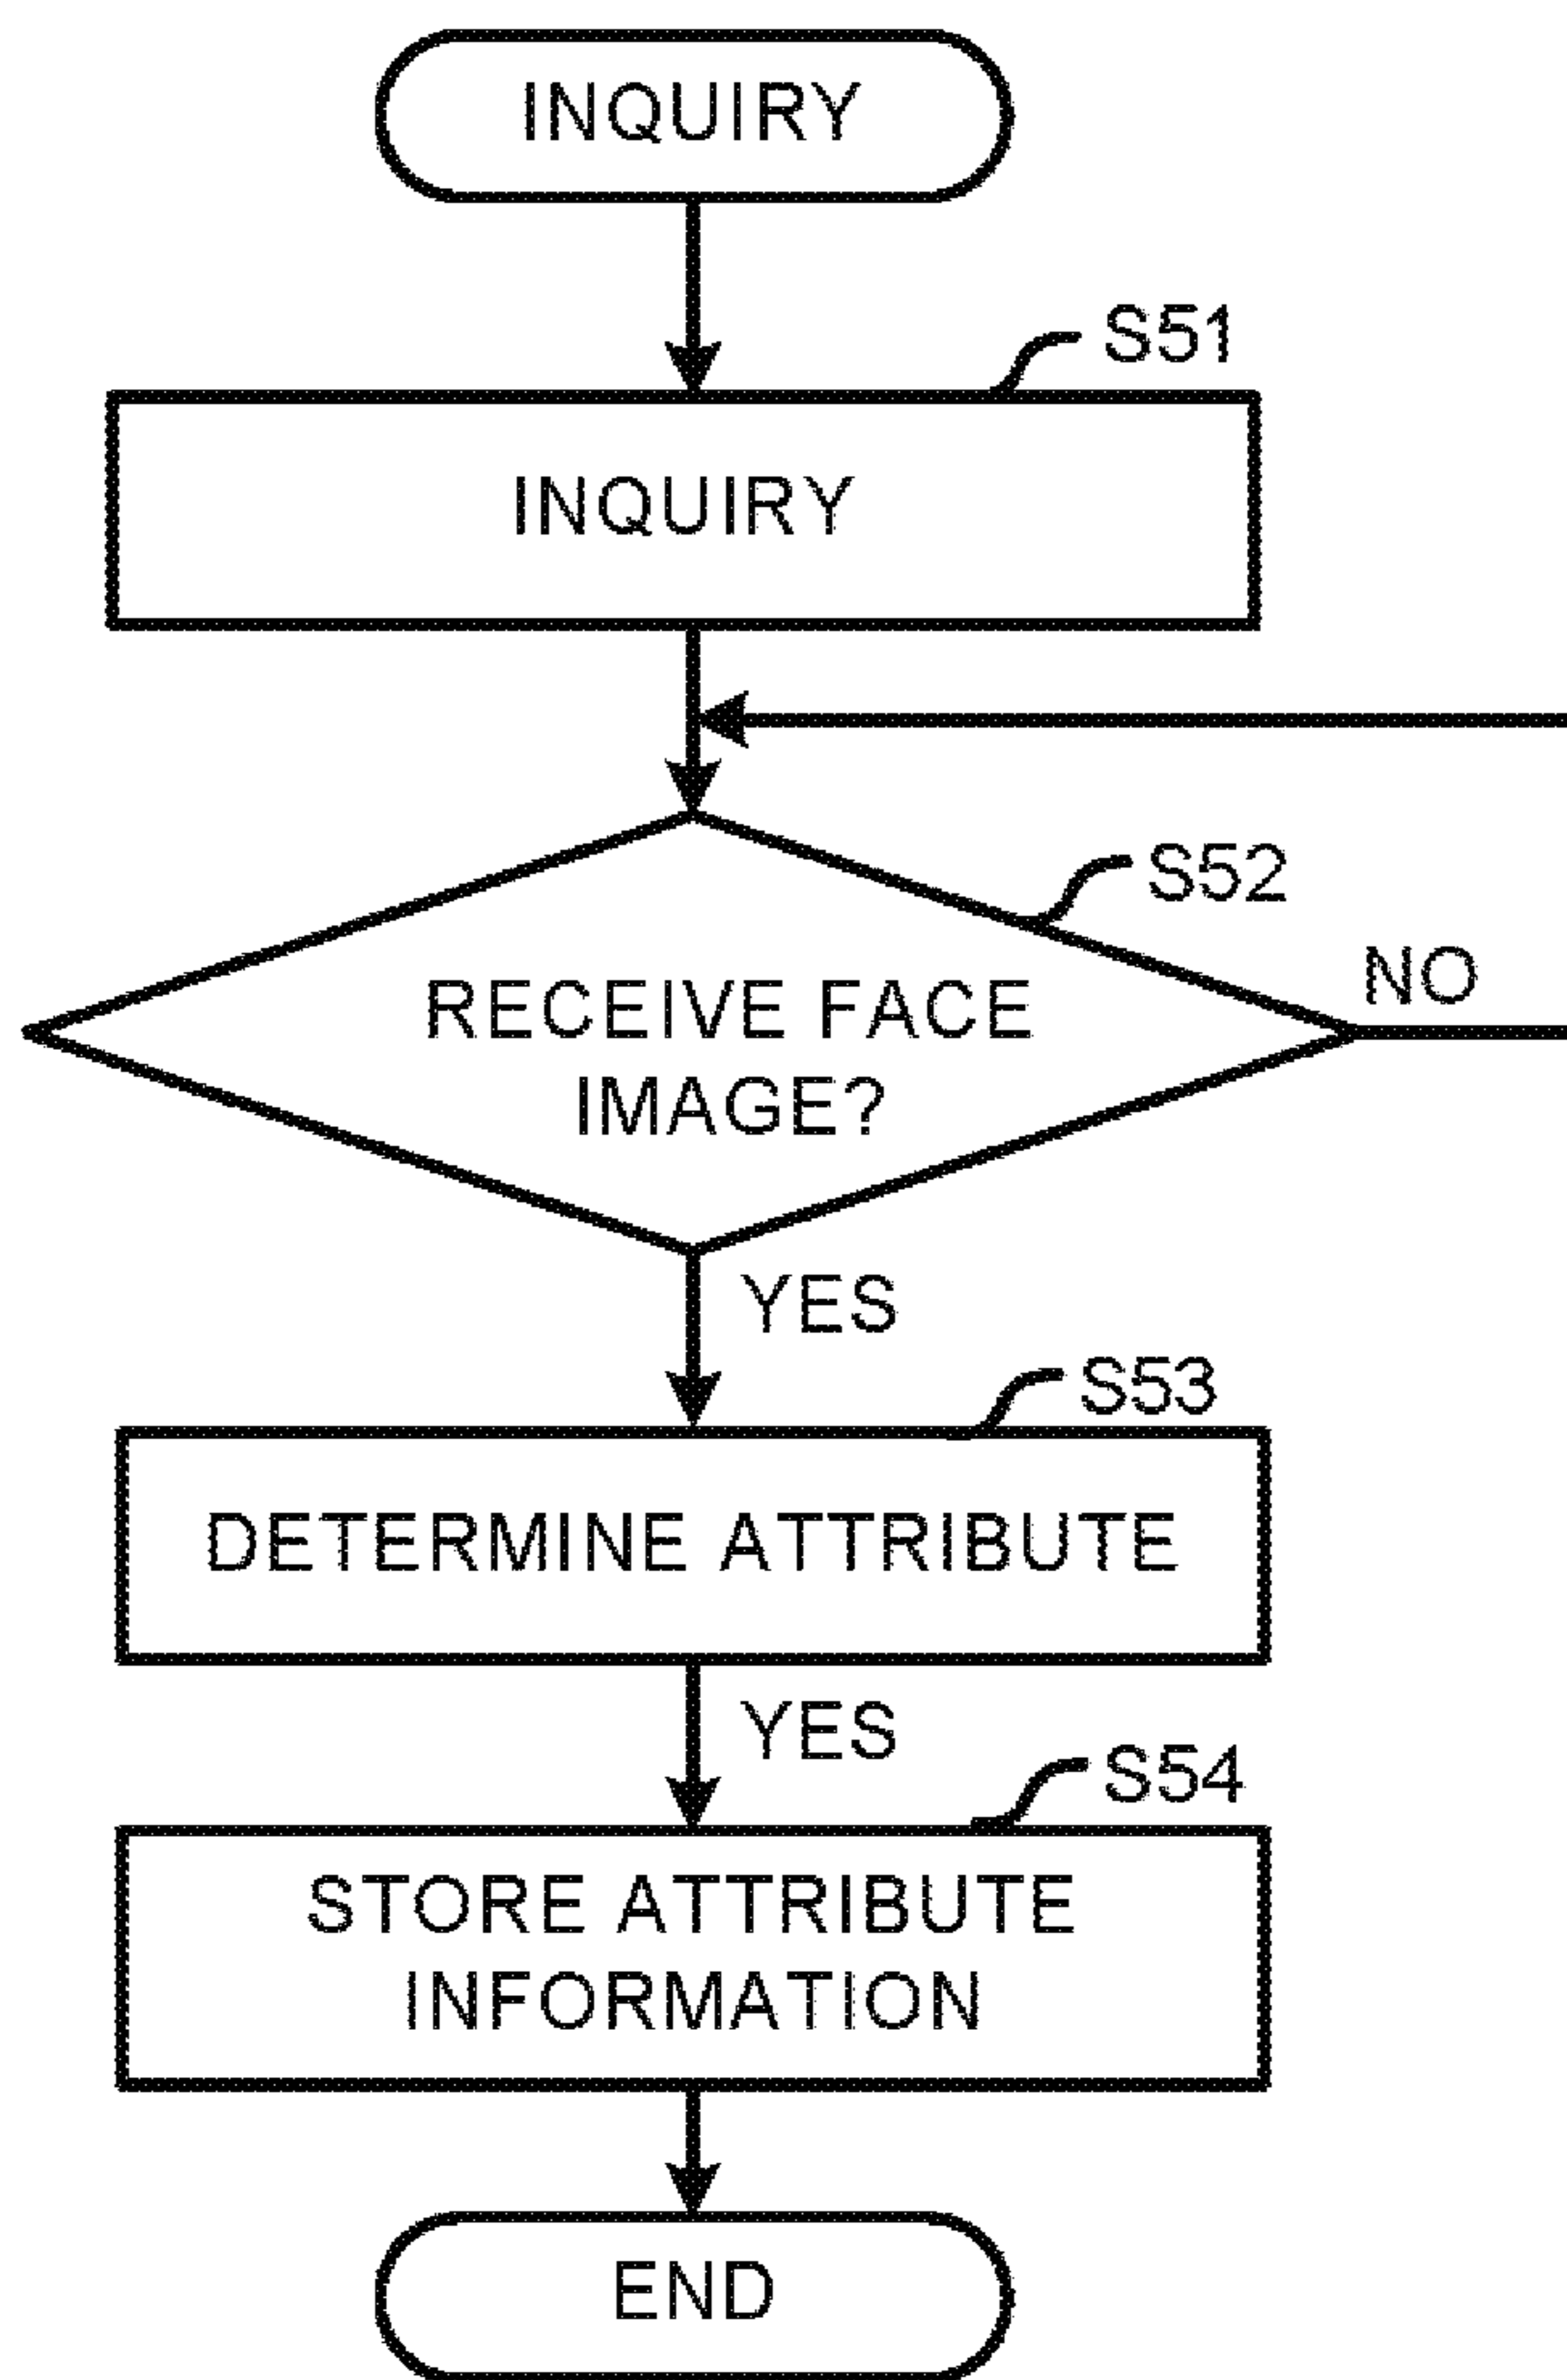 INQUIRY
S51
INQUIRY
S52
RECEIVE FACE
IMAGE?
NO
YES
S53
DETERMINE ATTRIBUTE
YES
S54
STORE ATTRIBUTE
INFORMATION
END